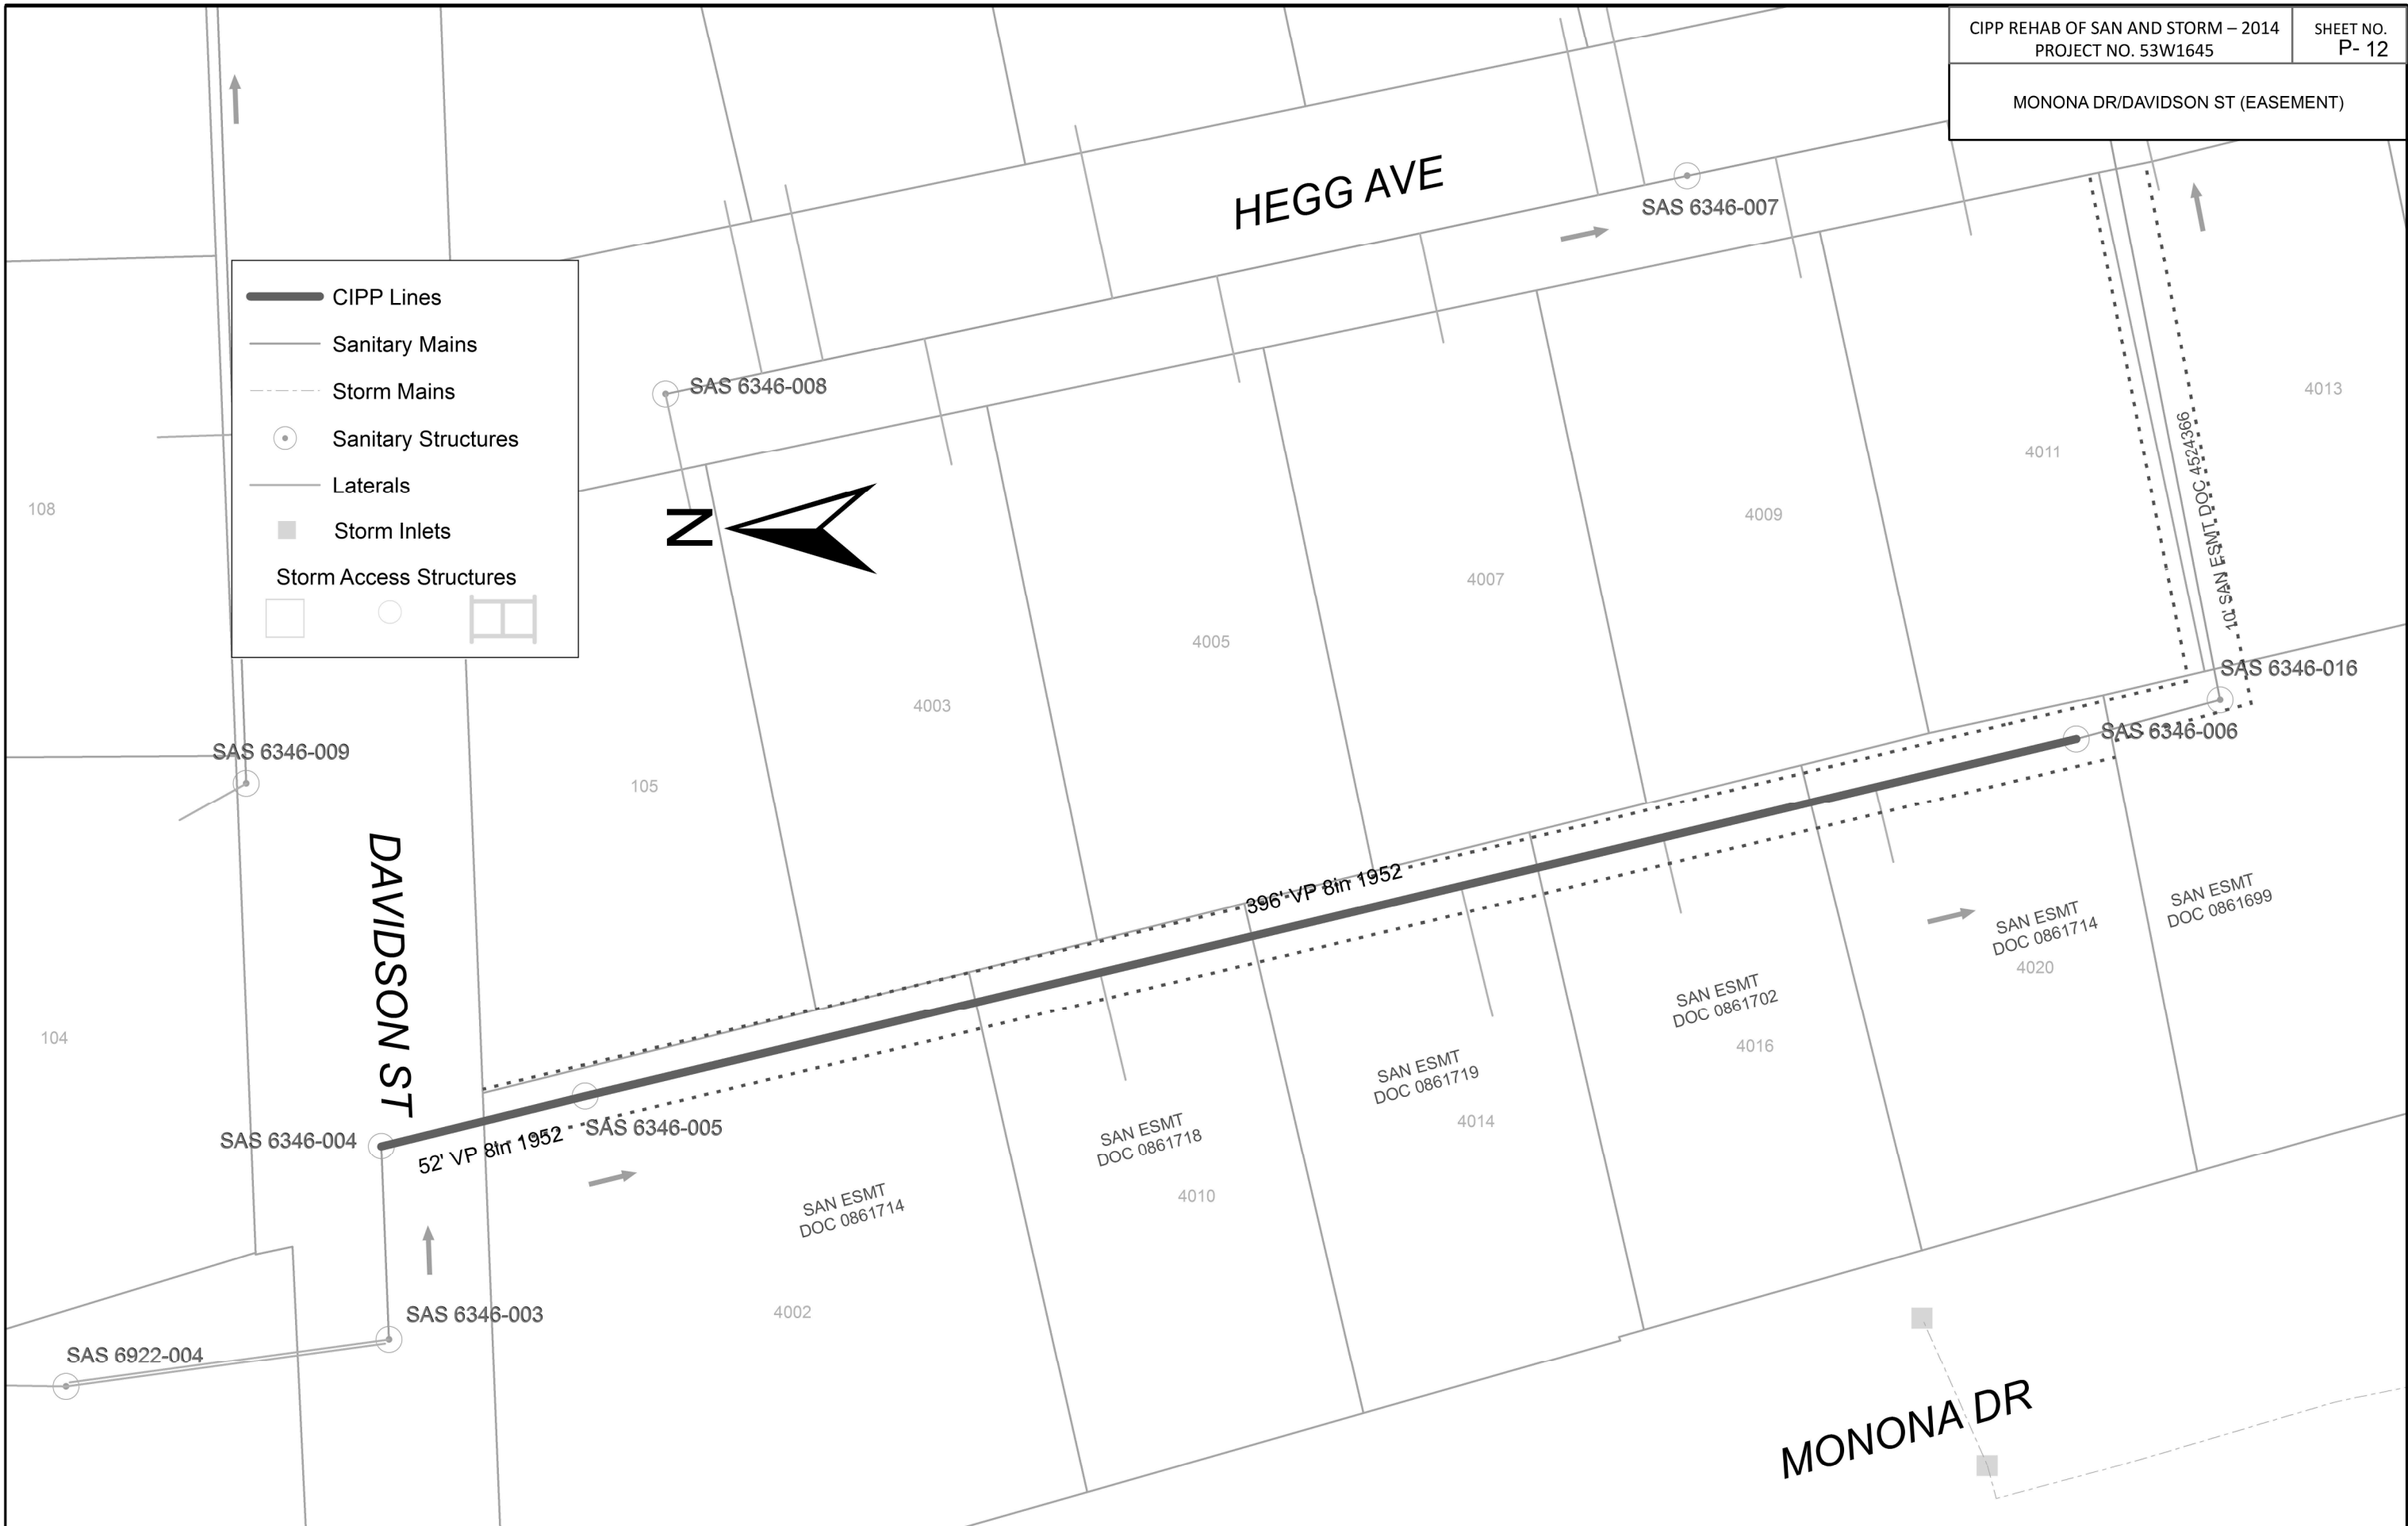 CIPP REHAB OF SAN AND STORM – 2014
PROJECT NO. 53W1645
SHEET NO.
P- 12
MONONA DR/DAVIDSON ST (EASEMENT)
HEGG AVE
SAS 6346-007
CIPP Lines
Sanitary Mains
Storm Mains
Sanitary Structures
Laterals
Storm Inlets
Storm Access Structures
SAS 6346-008
N
108
4013
4011
4009
4007
4005
4003
105
10' SAN ESMT DOC 4524366
SAS 6346-016
SAS 6346-006
SAS 6346-009
DAVIDSON ST
396' VP 8in 1952
SAN ESMT
DOC 0861699
SAN ESMT
DOC 0861714
4020
SAN ESMT
DOC 0861702
4016
SAN ESMT
DOC 0861719
4014
SAN ESMT
DOC 0861718
4010
SAN ESMT
DOC 0861714
4002
104
SAS 6346-004
52' VP 8in 1952
SAS 6346-005
SAS 6346-003
SAS 6922-004
MONONA DR